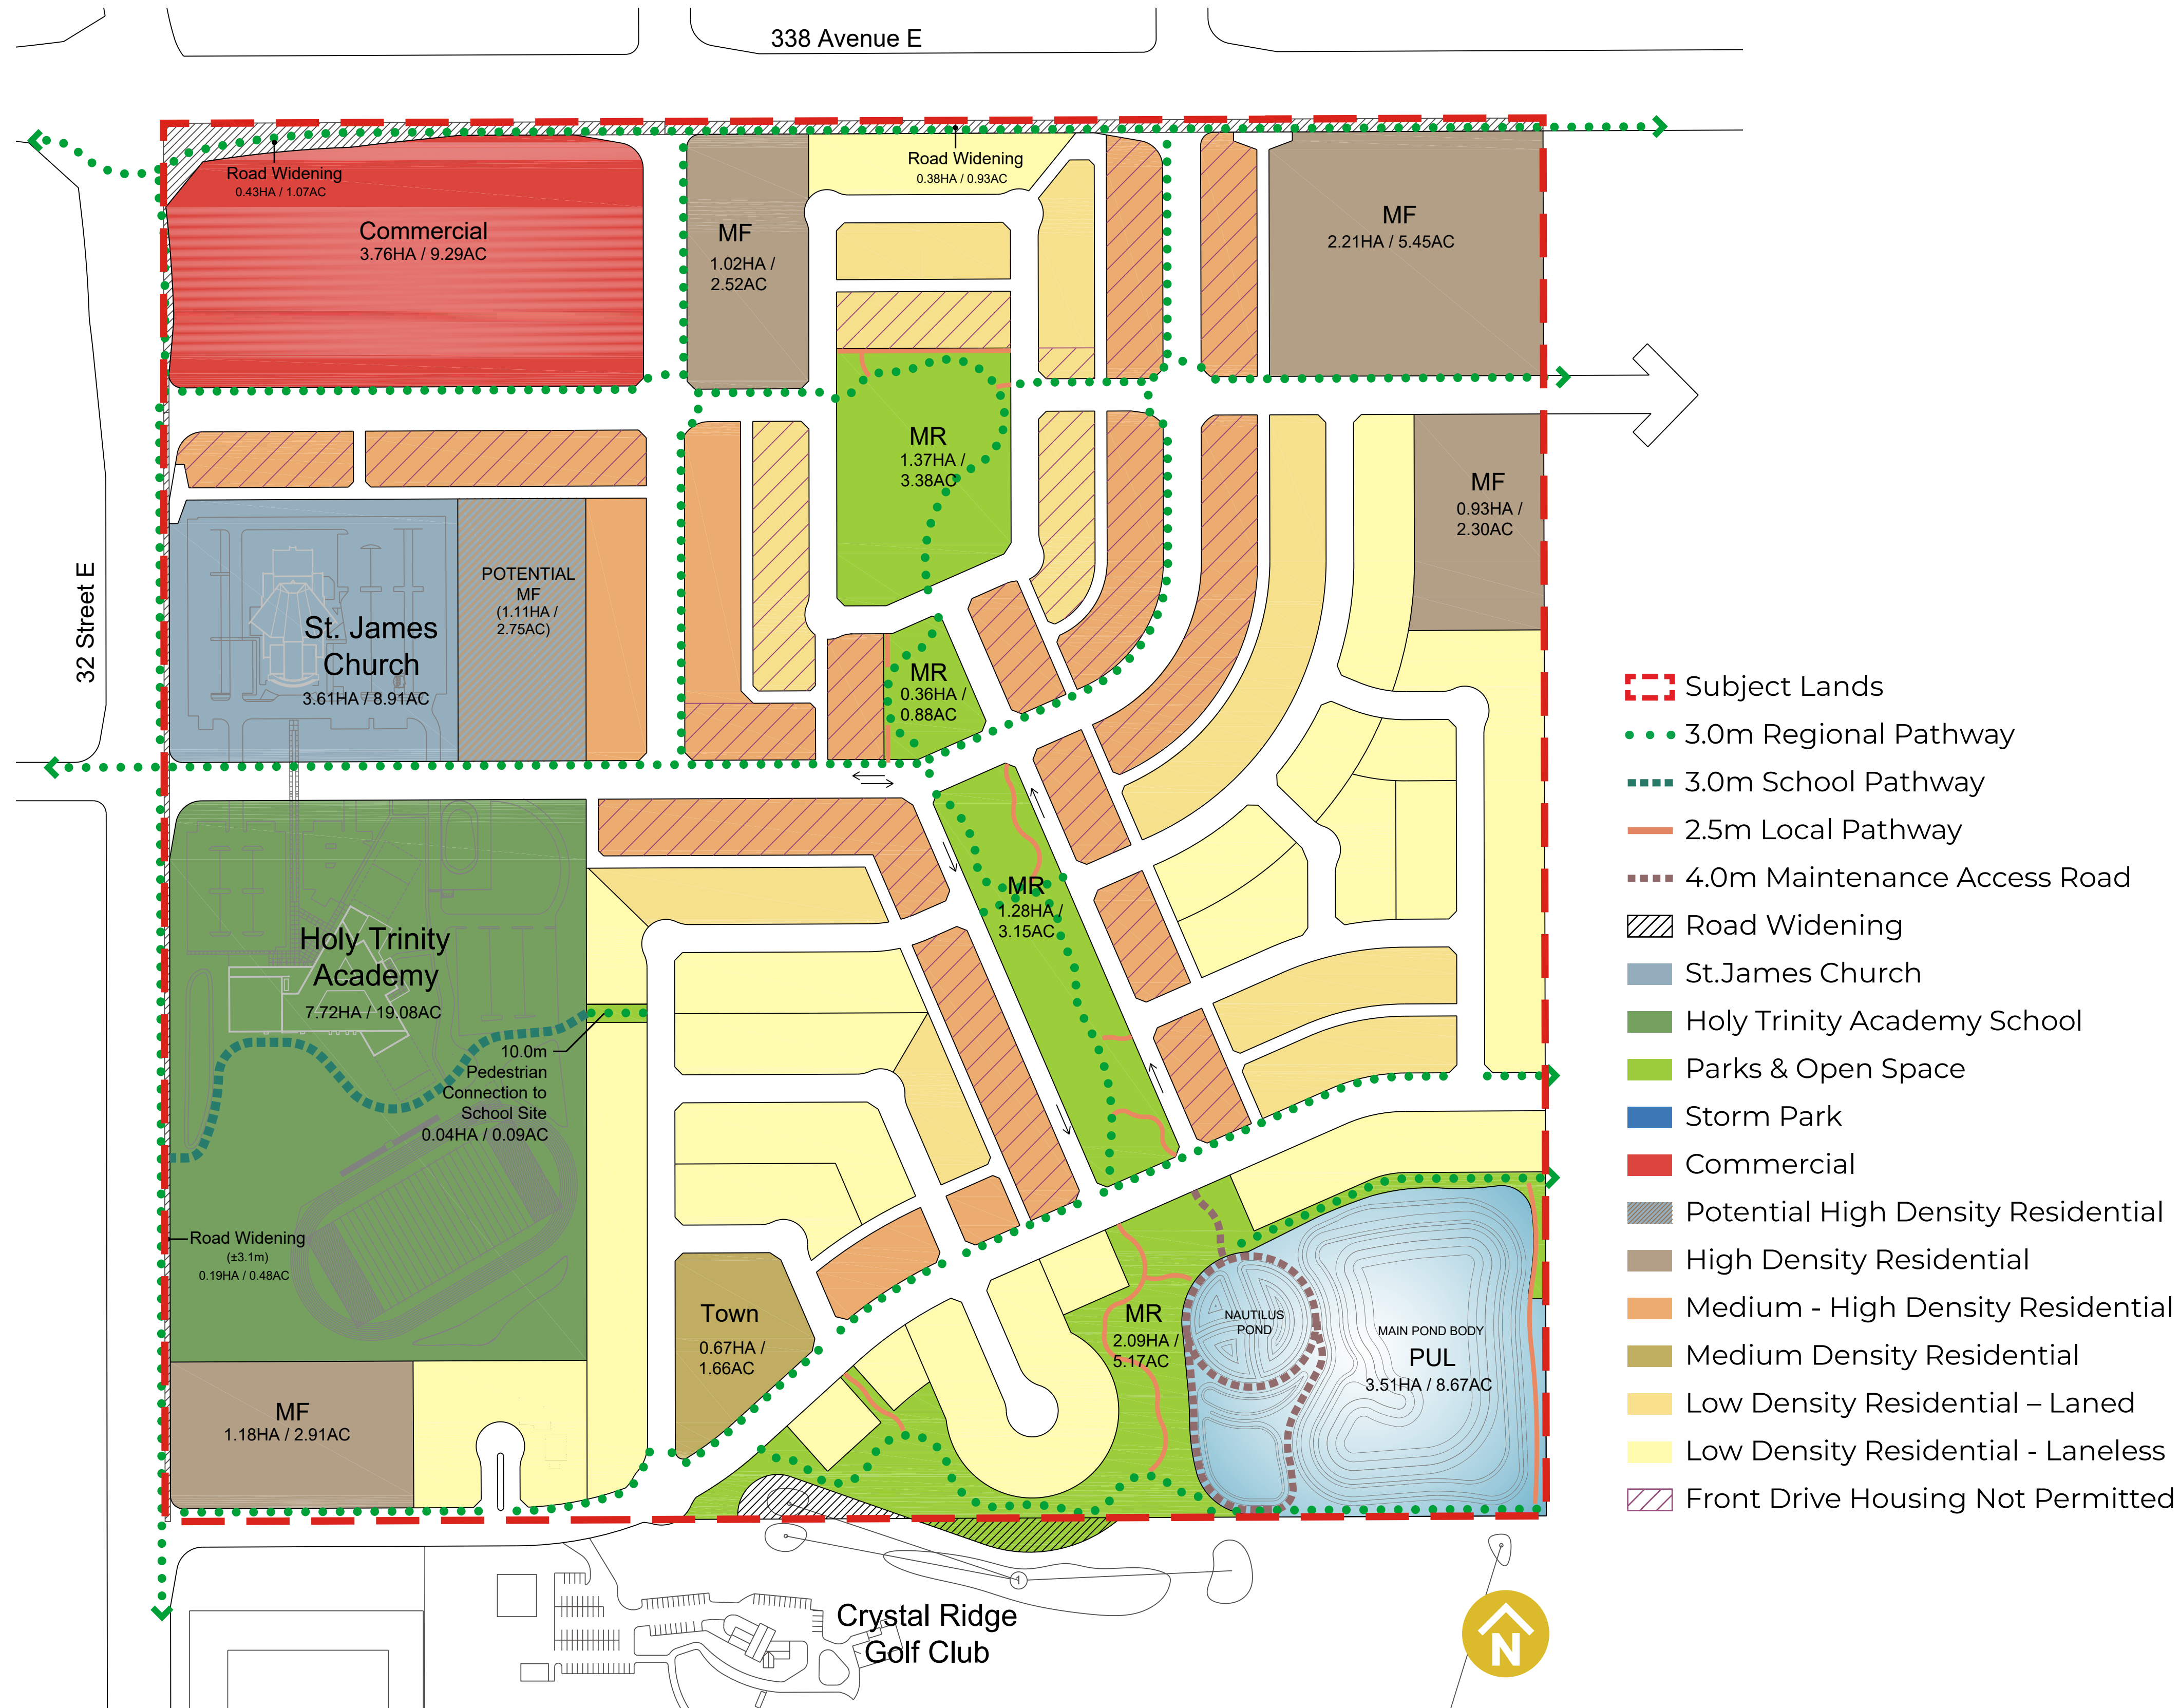 338 Avenue E
Road Widening
0.43HA / 1.07AC
Commercial
3.76HA / 9.29AC
MF
1.02HA /
2.52AC
Road Widening
0.38HA / 0.93AC
MF
2.21HA / 5.45AC
MR
1.37HA /
3.38AC
MF
0.93HA /
2.30AC
32 Street E
St. James
Church
3.61HA / 8.91AC
POTENTIAL
MF
(1.11HA /
2.75AC)
MR
0.36HA /
0.88AC
MR
1.28HA /
3.15AC
Holy Trinity
Academy
7.72HA / 19.08AC
10.0m
Pedestrian
Connection to
School Site
0.04HA / 0.09AC
Road Widening
(±3.1m)
0.19HA / 0.48AC
MF
1.18HA / 2.91AC
Town
0.67HA /
1.66AC
MR
2.09HA /
5.17AC
NAUTILUS
POND
MAIN POND BODY
PUL
3.51HA / 8.67AC
1
Crystal Ridge
Golf Club
N
Subject Lands
3.0m Regional Pathway
3.0m School Pathway
2.5m Local Pathway
4.0m Maintenance Access Road
Road Widening
St.James Church
Holy Trinity Academy School
Parks & Open Space
Storm Park
Commercial
Potential High Density Residential
High Density Residential
Medium - High Density Residential
Medium Density Residential
Low Density Residential – Laned
Low Density Residential - Laneless
Front Drive Housing Not Permitted